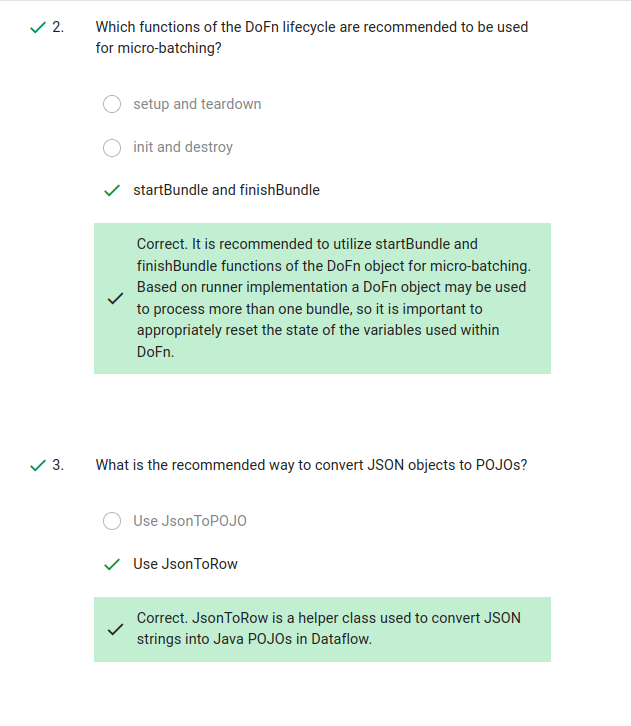 2. Which functions of the DoFn lifecycle are recommended to be used
for micro-batching?
setup and teardown
init and destroy
startBundle and finishBundle
Correct. It is recommended to utilize startBundle and
finishBundle functions of the DoFn object for micro-batching.
Based on runner implementation a DoFn object may be used
to process more than one bundle, so it is important to
appropriately reset the state of the variables used within
DoFn.
3. What is the recommended way to convert JSON objects to POJOs?
Use JsonToPOJO
Use JsonToRow
Correct. JsonToRow is a helper class used to convert JSON
strings into Java POJOs in Dataflow.